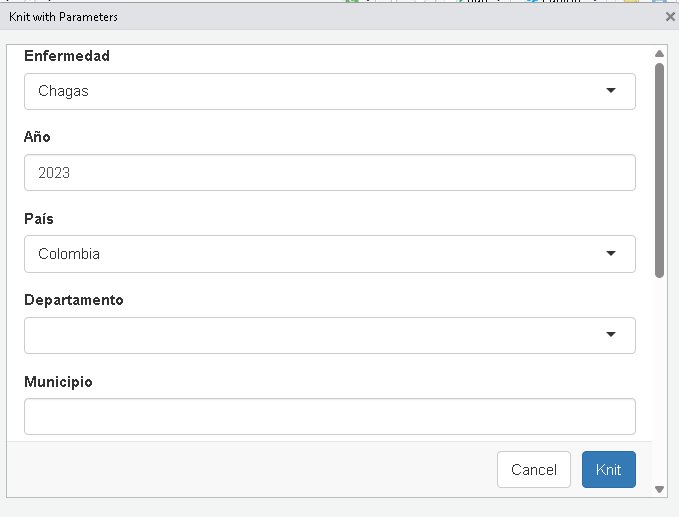 Knit with Parameters
Enfermedad
Chagas
Año
2023
País
Colombia
Departamento
Municipio
Cancel
Knit